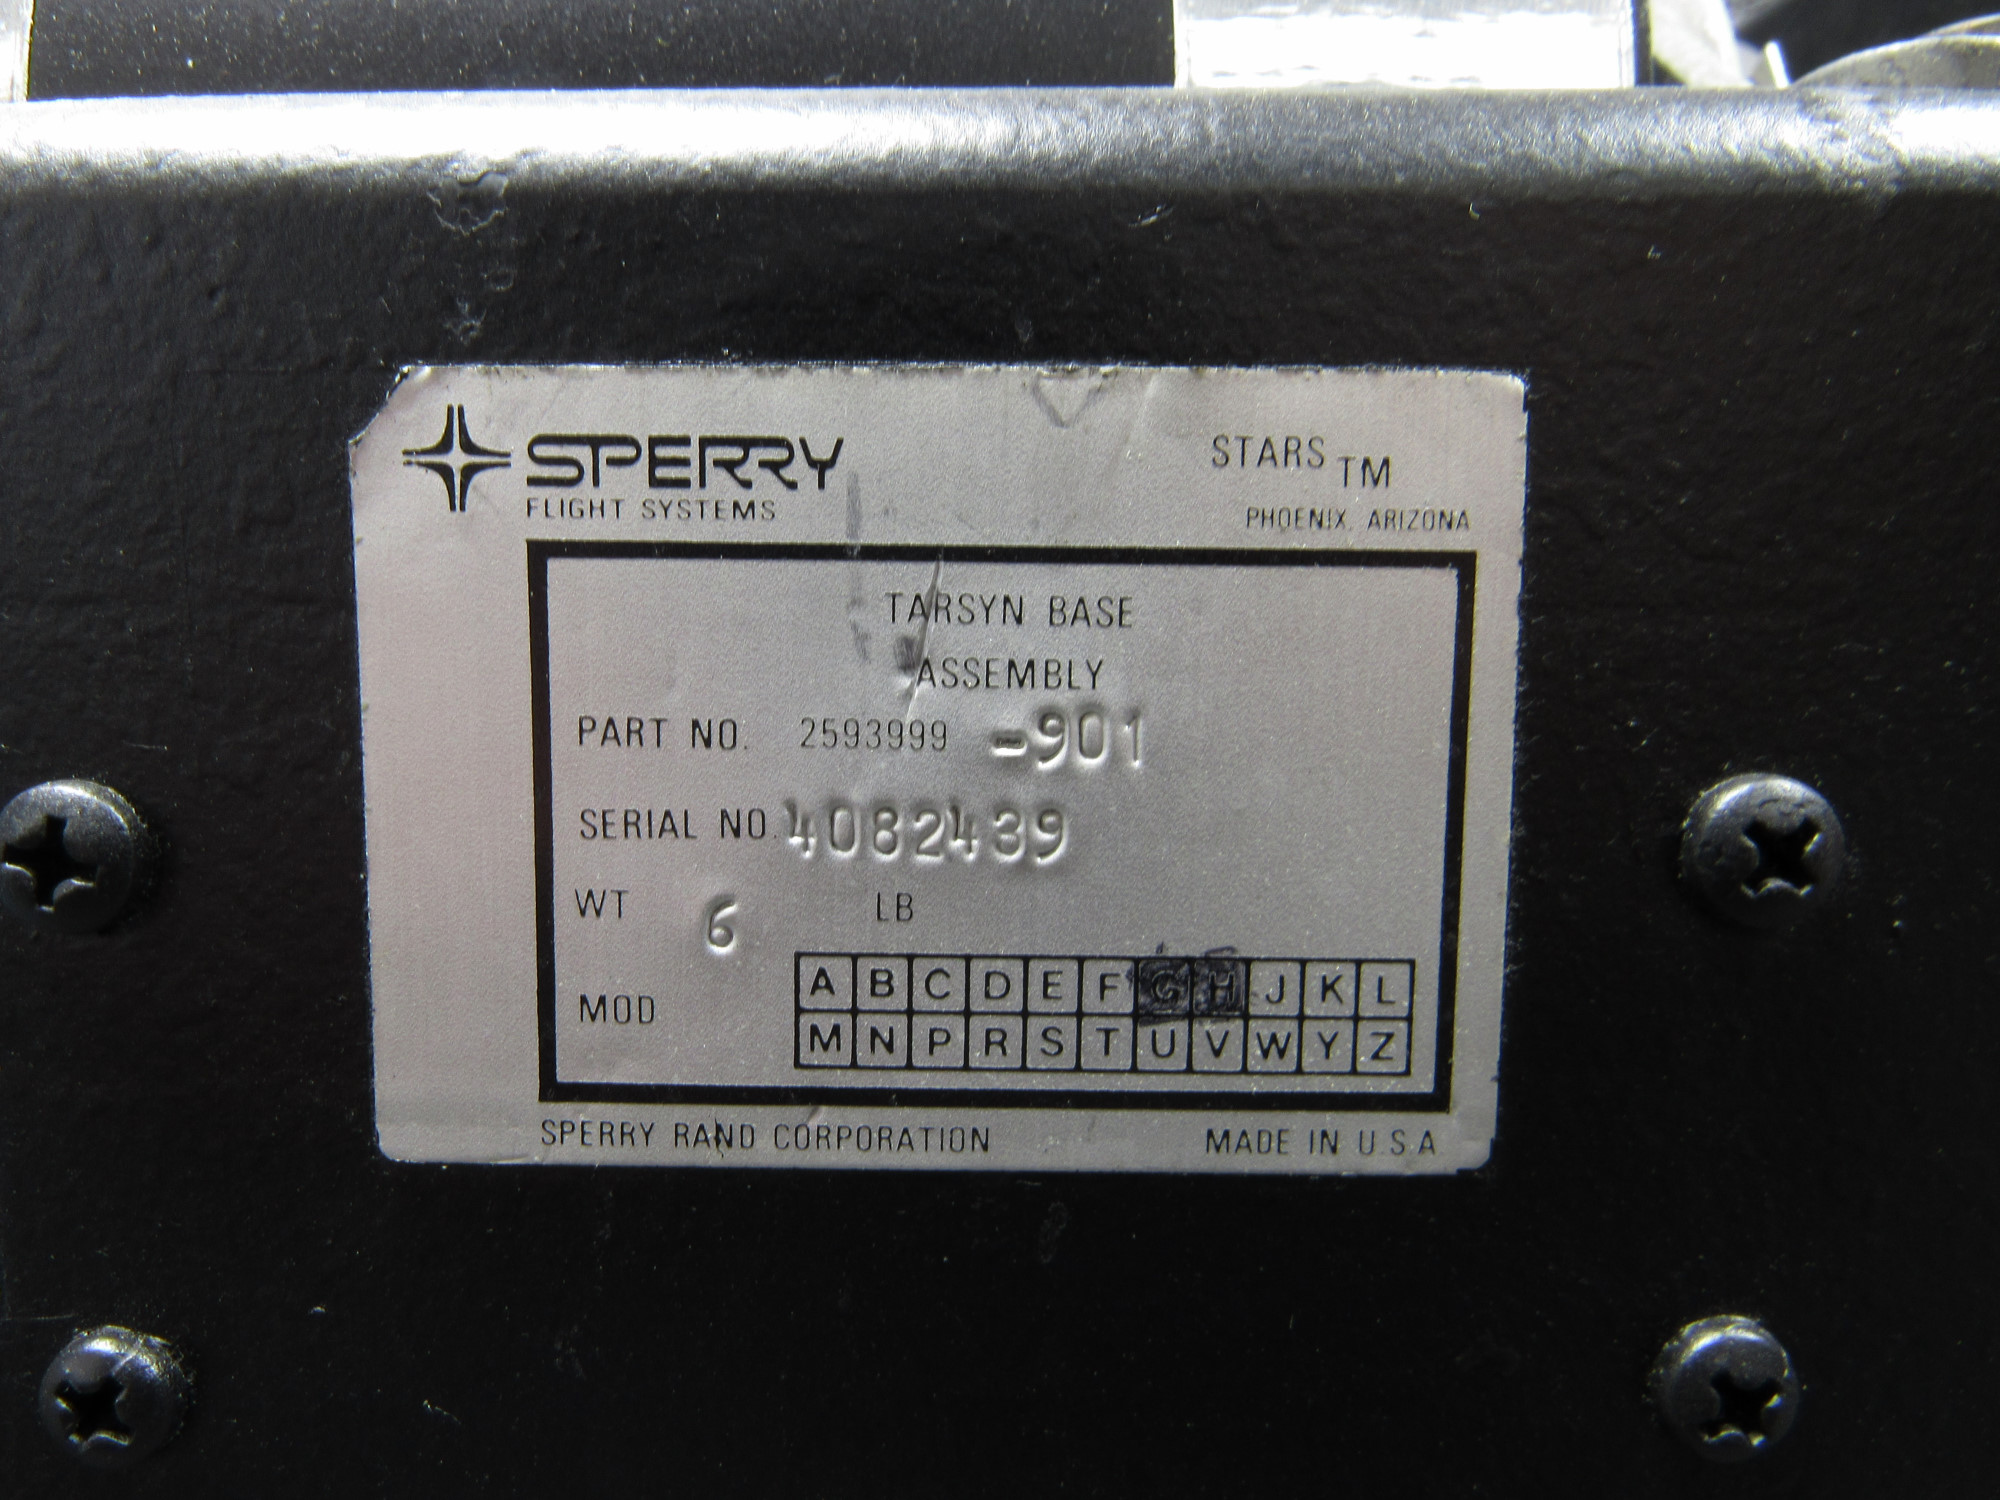 SPERRY
FLIGHT SYSTEMS
STARS TM
PHOENIX, ARIZONA
TARSYN BASE
ASSEMBLY
PART NO. 2593999 -901
SERIAL NO. 4082439
WT 6 LB
MOD
A B C D E F G H J K L
M N P R S T U V W Y Z
SPERRY RAND CORPORATION MADE IN U.S.A